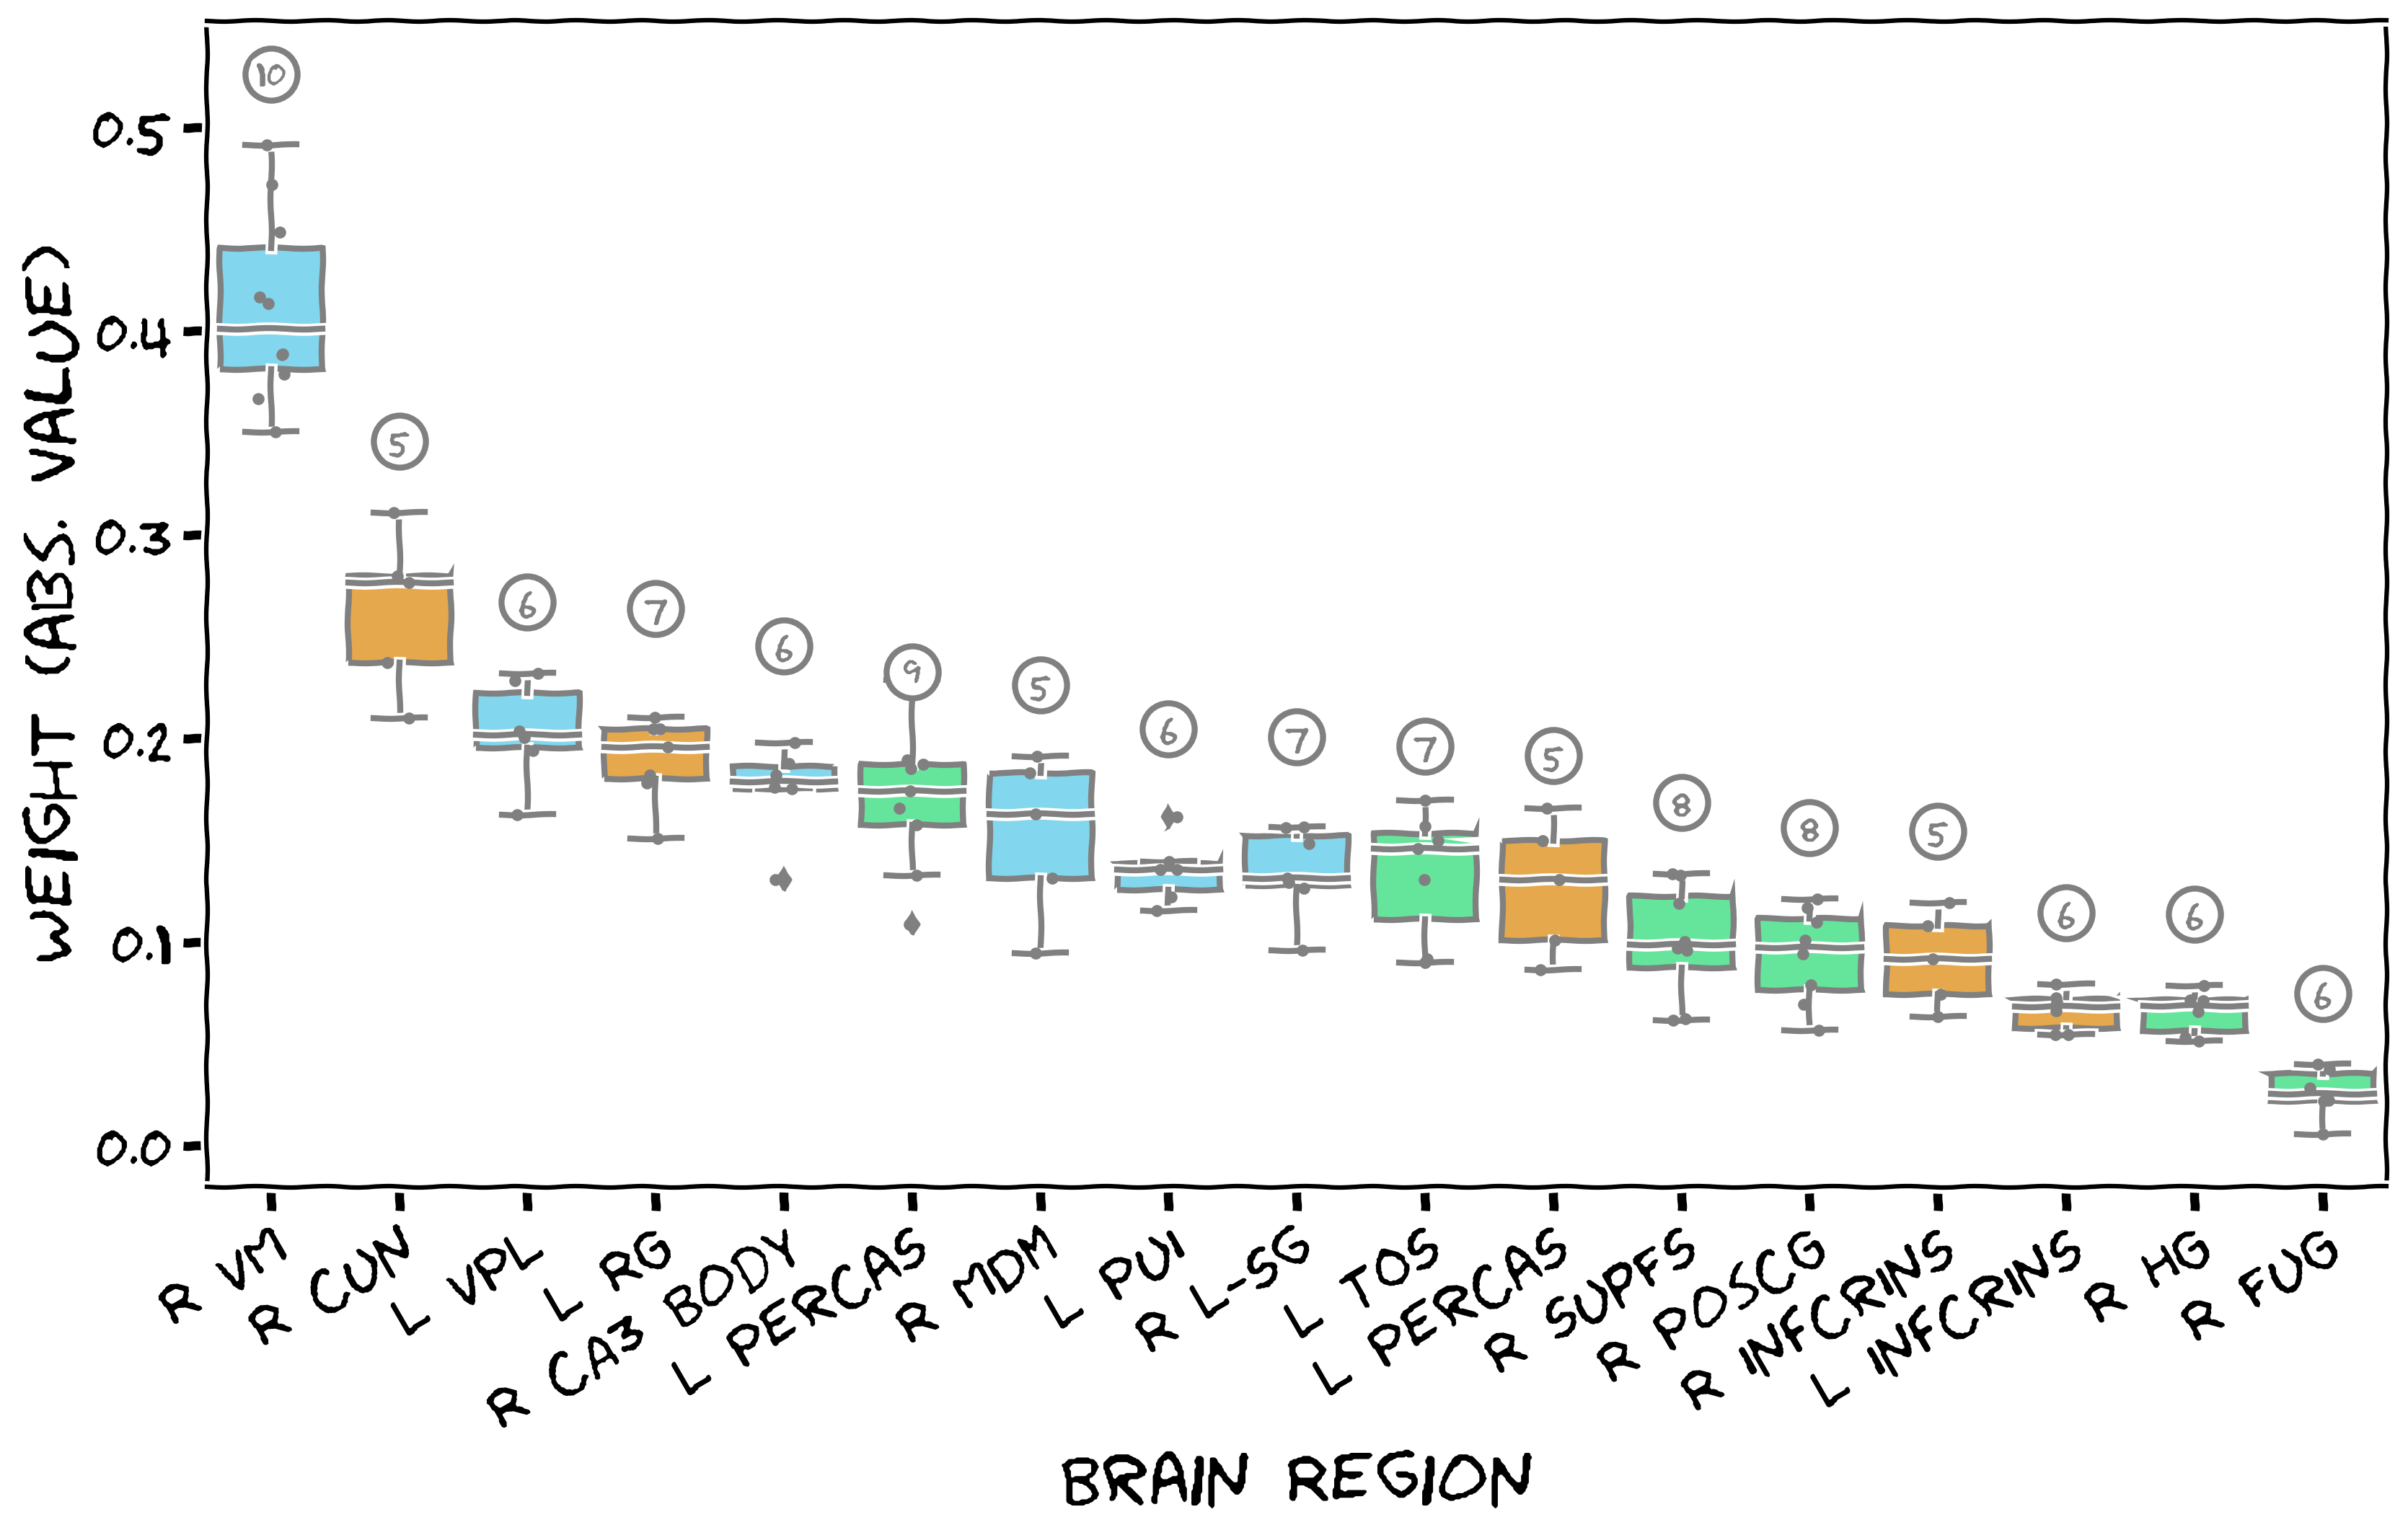 WEIGHT (ABS. VALUE)
0.5
0.4
0.3
0.2
0.1
0.0
10
5
6
7
6
9
5
6
7
7
5
8
8
5
6
6
6
R VM
R CUN
L VPL
L RG
R CA3 BODY
L PERCAS
R MDM
L PUI
R L-SG
L TOS
L PERCAS
R SUPFS
R POSCG
R INFCRINS
L INFCRINS
R HG
R FUG
BRAIN REGION